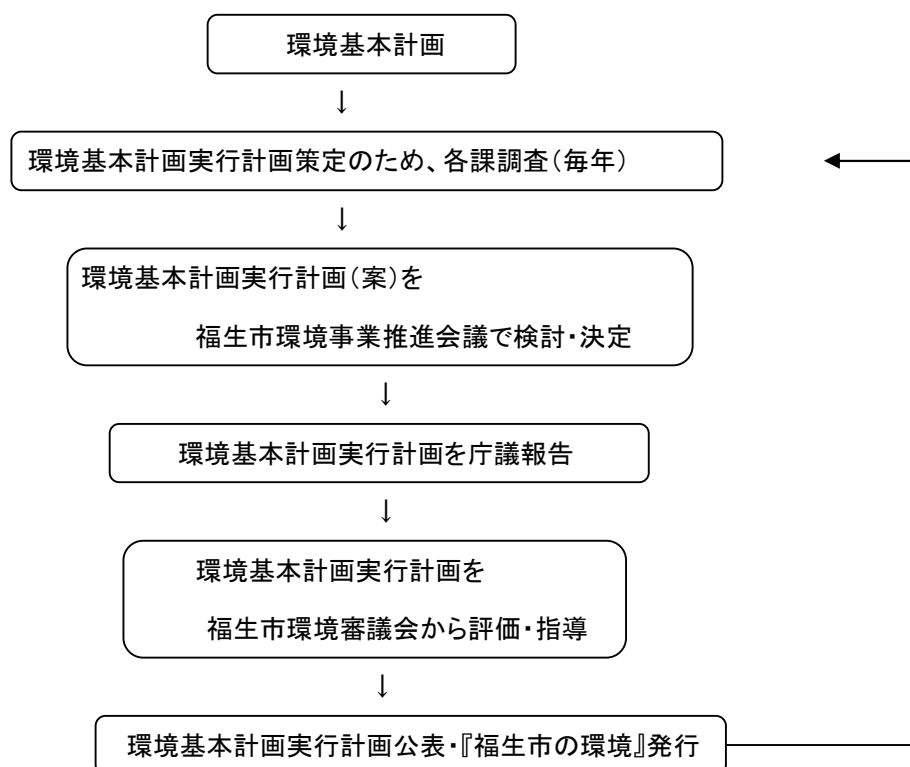 環境基本計画
↓
環境基本計画実行計画策定のため、各課調査(毎年)
↓
環境基本計画実行計画(案)を
福生市環境事業推進会議で検討・決定
↓
環境基本計画実行計画を庁議報告
↓
環境基本計画実行計画を
福生市環境審議会から評価・指導
↓
環境基本計画実行計画公表・『福生市の環境』発行